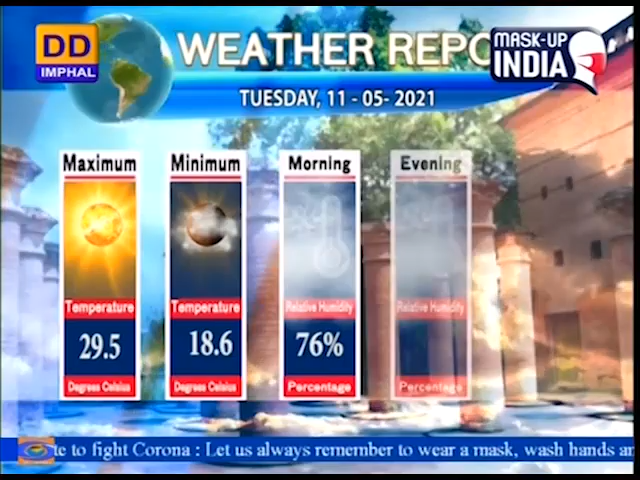 DD
IMPHAL
WEATHER REPO
MASK-UP
INDIA
TUESDAY, 11 - 05- 2021
Maximum
Temperature
29.5
Degrees Celsius
Minimum
Temperature
18.6
Degrees Celsius
Morning
Relative Humidity
76%
Percentage
Evening
Relative Humidity
Percentage
te to fight Corona : Let us always remember to wear a mask, wash hands an